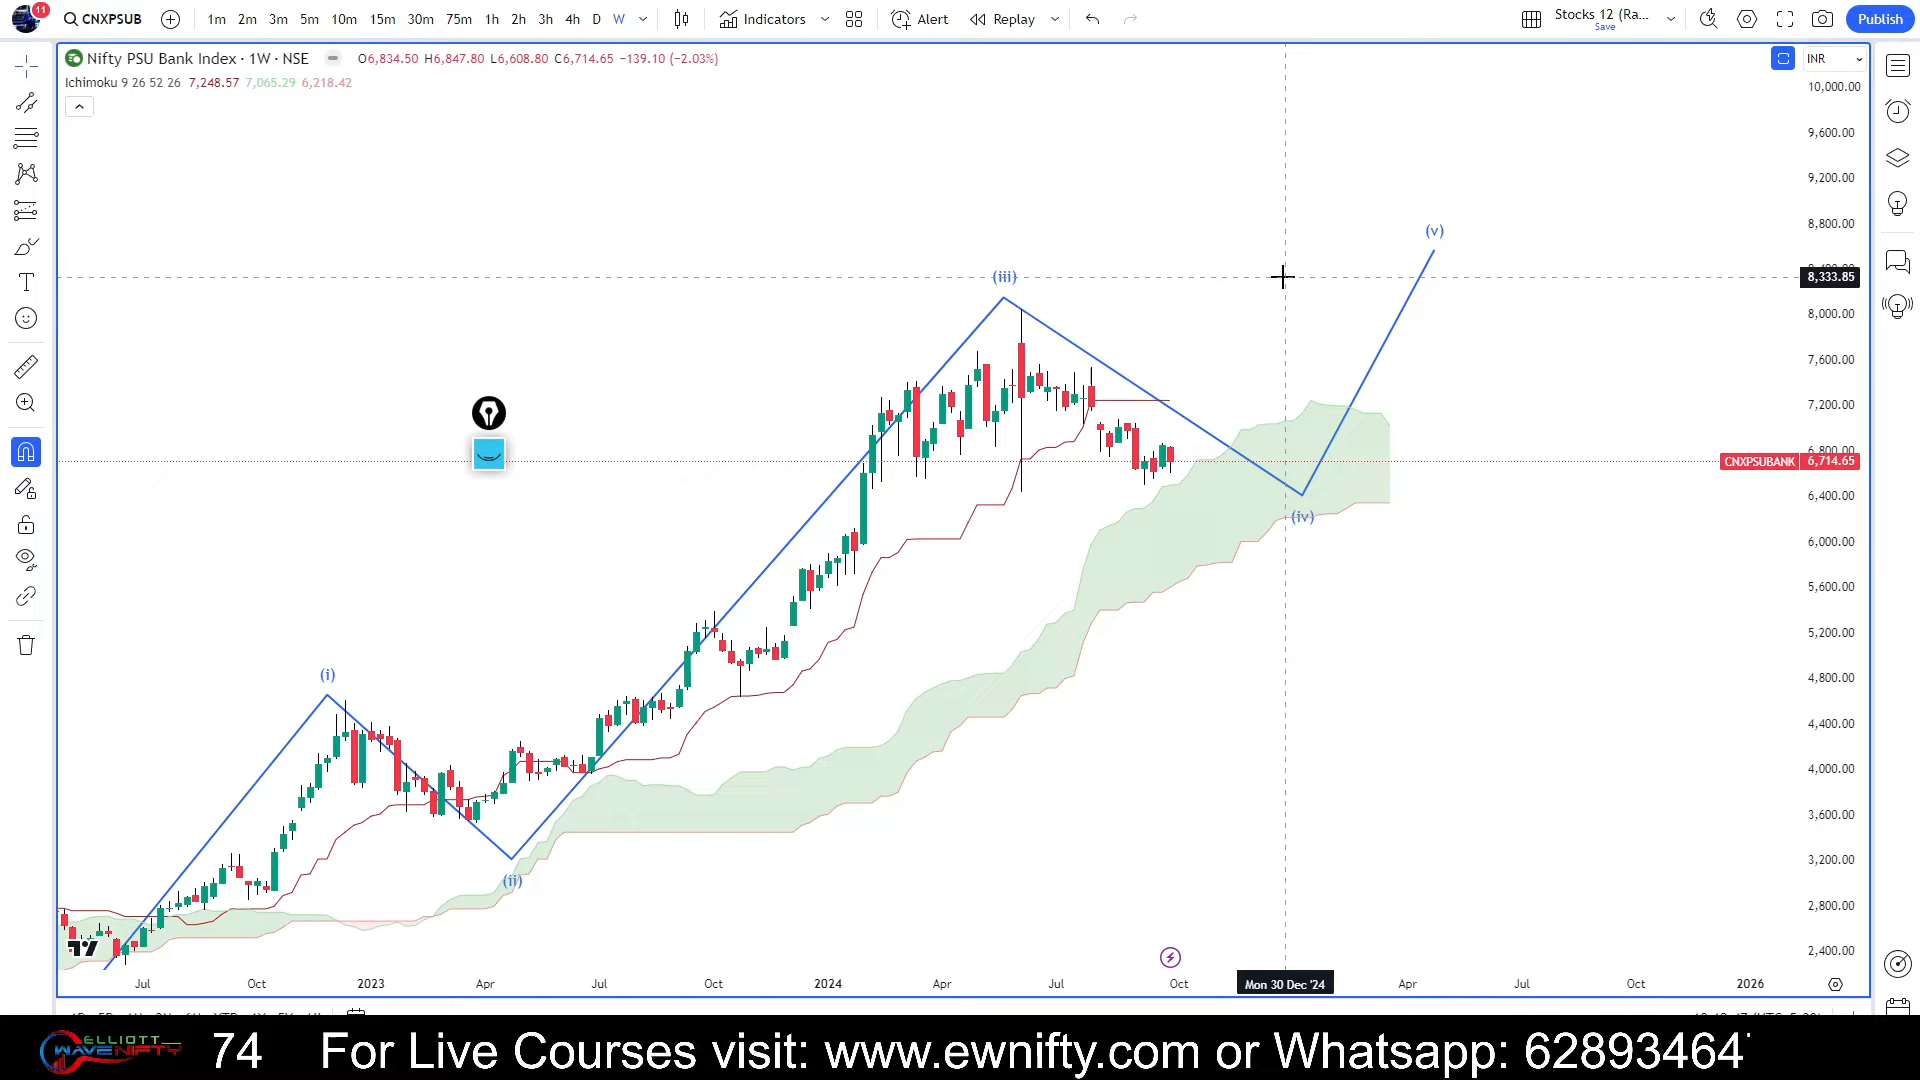 11
CNXPSUB
1m 2m 3m 5m 10m 15m 30m 75m 1h 2h 3h 4h D W
Indicators
Alert
Replay
Stocks 12 (Ra...
Save
Publish
Nifty PSU Bank Index · 1W · NSE
O6,834.50 H6,847.80 L6,608.80 C6,714.65 −139.10 (−2.03%)
INR
Ichimoku 9 26 52 26 7,248.57 7,065.29 6,218.42
10,000.00
9,600.00
9,200.00
8,800.00
(v)
(iii)
8,333.85
8,000.00
7,600.00
7,200.00
CNXPSUBANK 6,714.65
6,400.00
(iv)
6,000.00
5,600.00
5,200.00
(i)
4,800.00
4,400.00
4,000.00
3,600.00
3,200.00
(ii)
2,800.00
2,400.00
Jul Oct 2023 Apr Jul Oct 2024 Apr Jul Oct Mon 30 Dec '24 Apr Jul Oct 2026
ELLIOTT
WAVENIFTY
74 For Live Courses visit: www.ewnifty.com or Whatsapp: 62893464